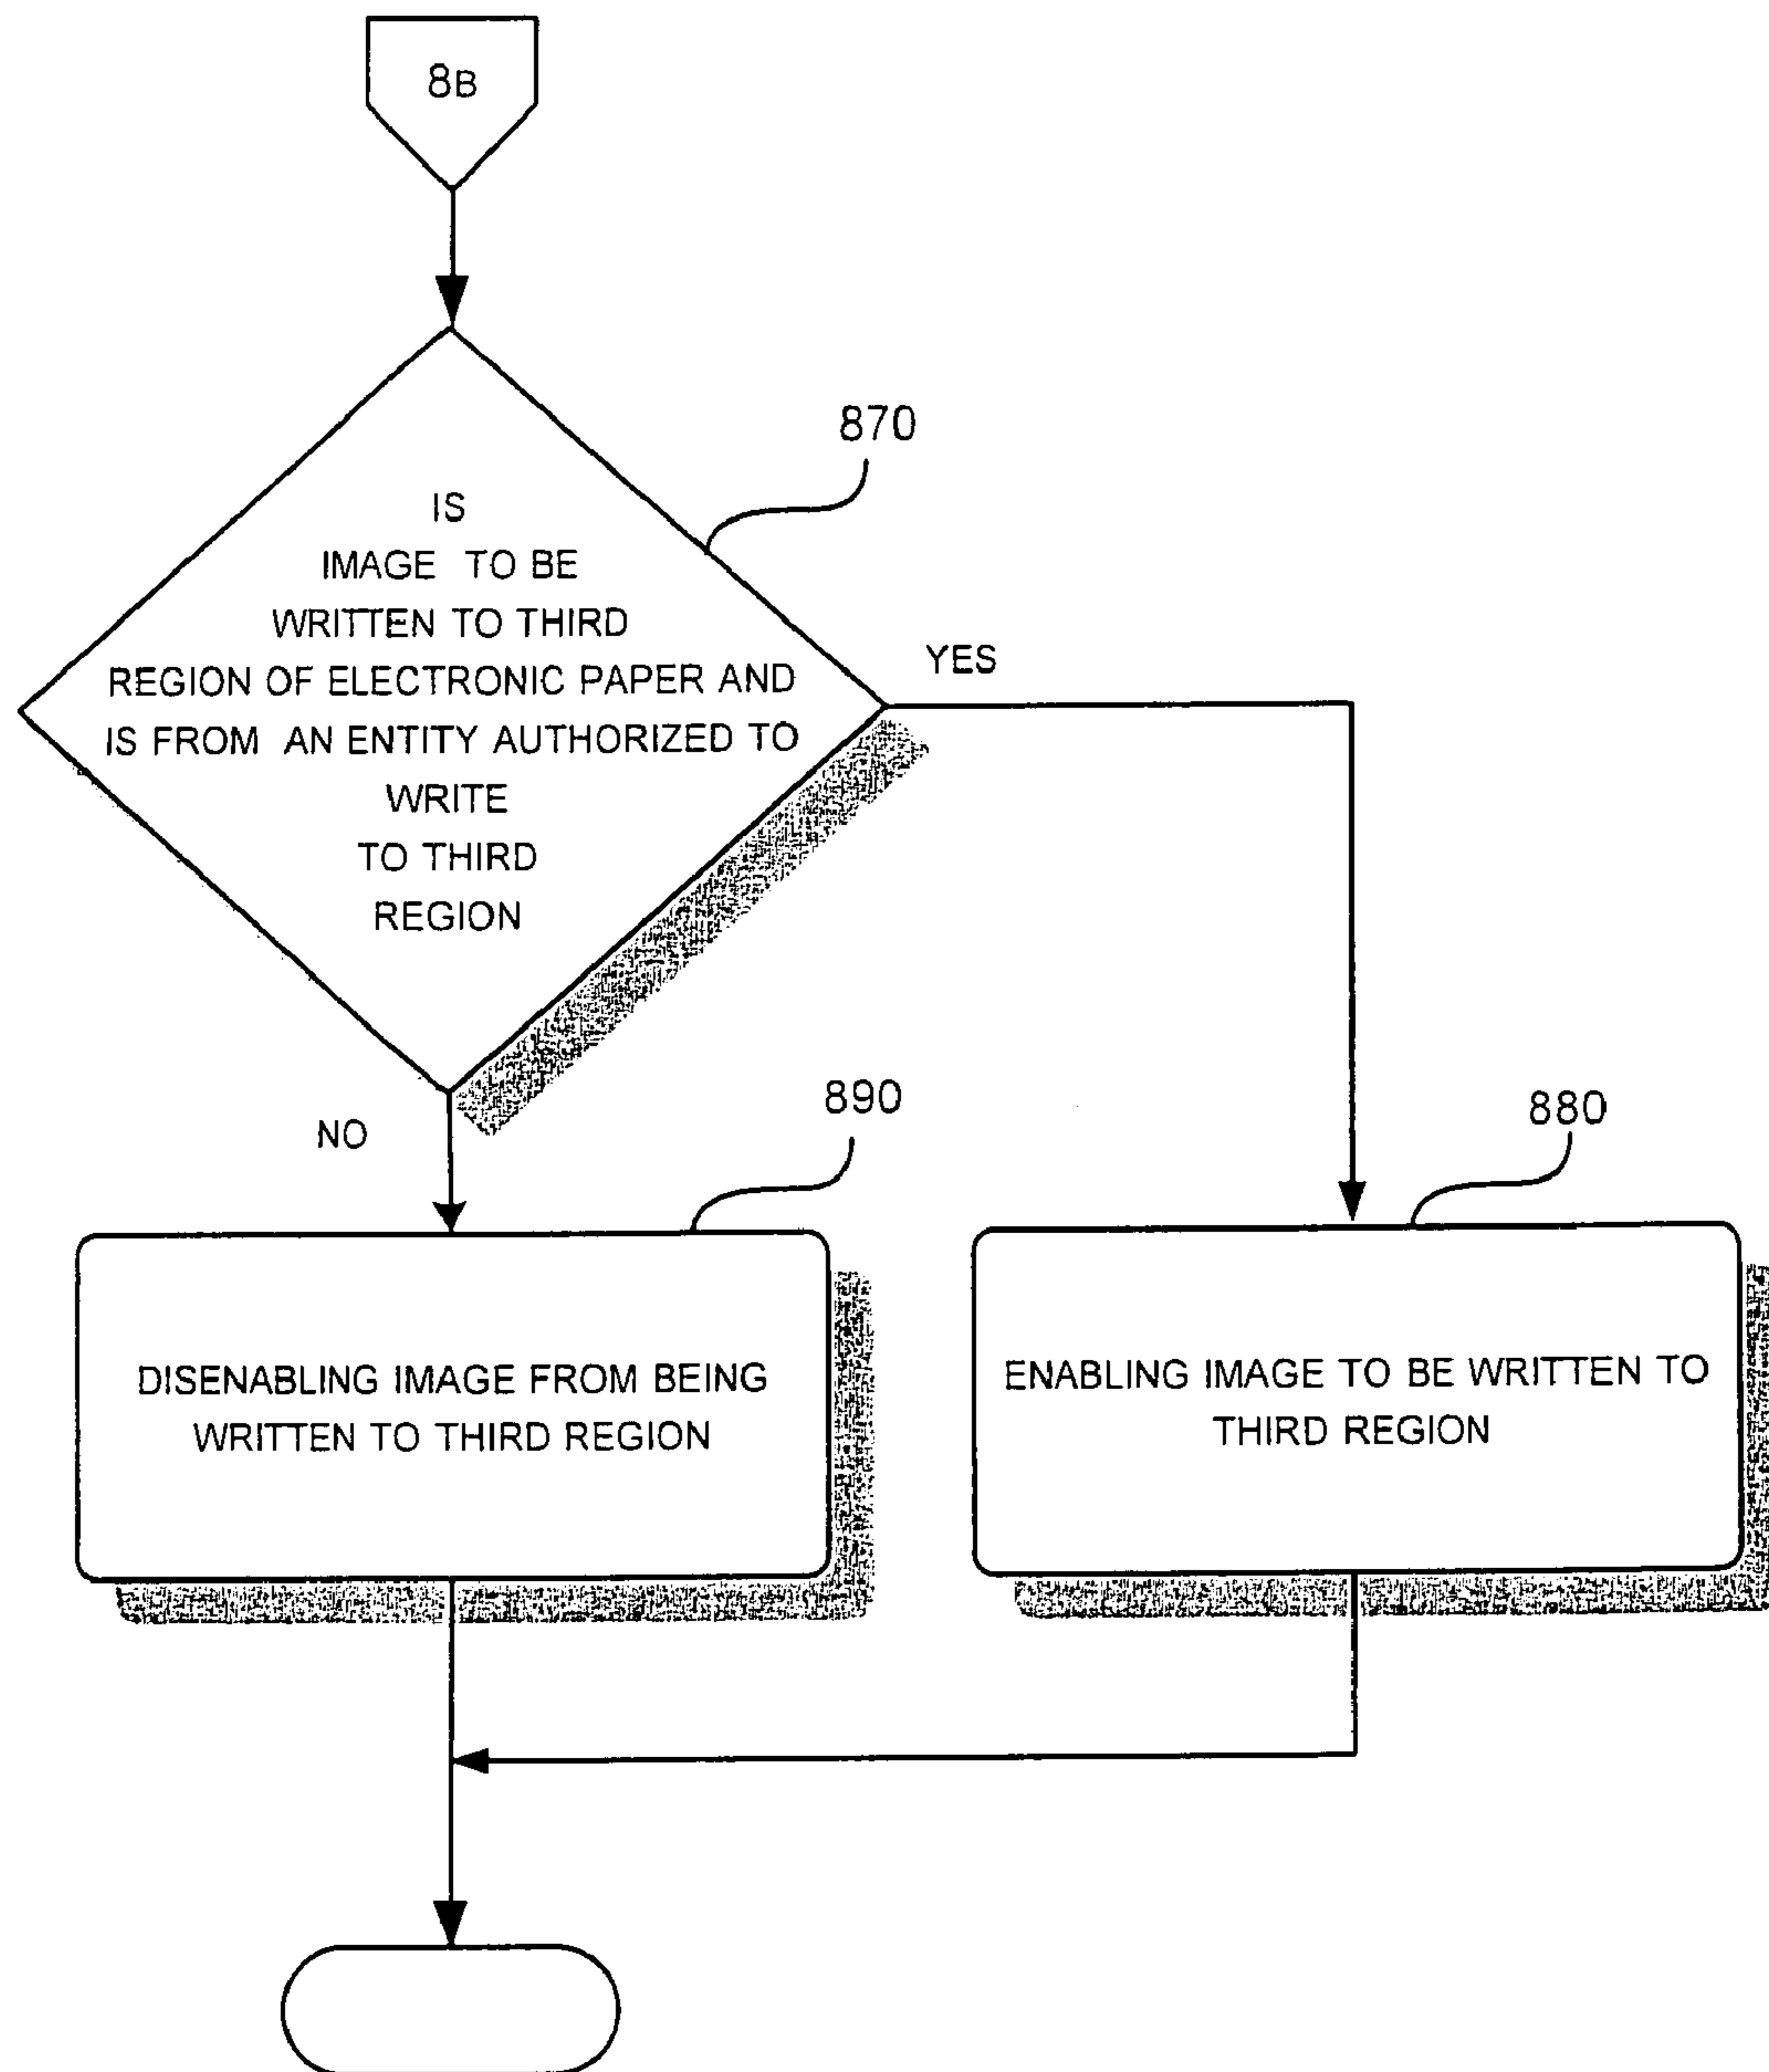 8B
870
IS
IMAGE TO BE
WRITTEN TO THIRD
REGION OF ELECTRONIC PAPER AND
IS FROM AN ENTITY AUTHORIZED TO
WRITE
TO THIRD
REGION
YES
NO
890
880
DISENABLING IMAGE FROM BEING
WRITTEN TO THIRD REGION
ENABLING IMAGE TO BE WRITTEN TO
THIRD REGION